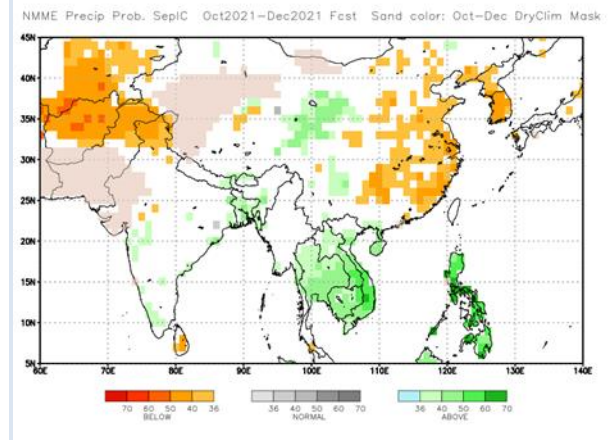 NMME Precip Prob. SepIC Oct2021-Dec2021 Fcst Sand color: Oct-Dec DryClim Mask
45N
40N
35N
30N
25N
20N
15N
10N
5N
60E 70E 80E 90E 100E 110E 120E 130E 140E
70 60 50 40 36 36 40 50 60 70 36 40 50 60 70
BELOW NORMAL ABOVE